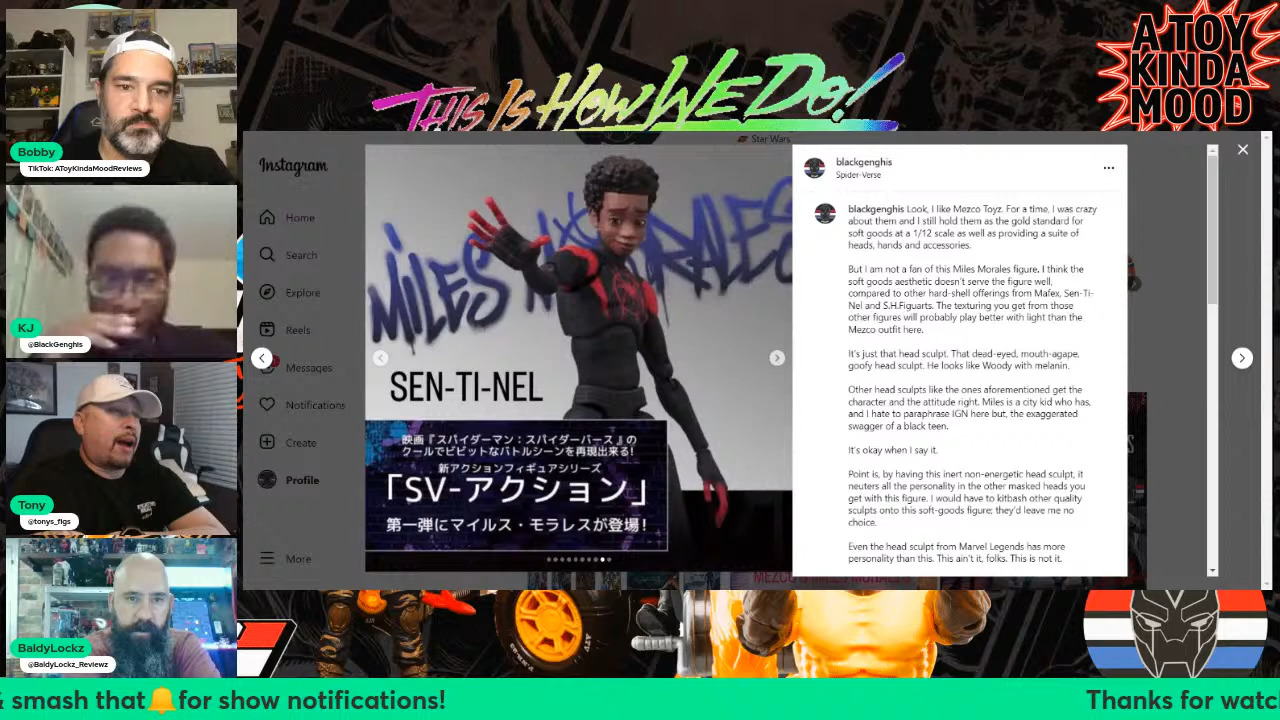 THIS IS HOW WE DO!
A TOY
KINDA
MOOD
Bobby
TikTok: AToyKindaMoodReviews
KJ
@BlackGenghis
Tony
@tonys_figs
BaldyLockz
@BaldyLockz_Reviewz
Star Wars
Instagram
Home
Search
Explore
Reels
Messages
Notifications
Create
Profile
More
MILES MORALES
SEN-TI-NEL
映画『スパイダーマン：スパイダーバース』の
クールでビビットなバトルシーンを再現出来る!
新アクションフィギュアシリーズ
「SV-アクション」
第一弾にマイルス・モラレスが登場!
blackgenghis
Spider-Verse
blackgenghis Look, I like Mezco Toyz. For a time, I was crazy
about them and I still hold them as the gold standard for
soft goods at a 1/12 scale as well as providing a suite of
heads, hands and accessories.
But I am not a fan of this Miles Morales figure. I think the
soft goods aesthetic doesn't serve the figure well,
compared to other hard-shell offerings from Mafex, Sen-Ti-
Nel and S.H.Figuarts. The texturing you get from those
other figures will probably play better with light than the
Mezco outfit here.
It's just that head sculpt. That dead-eyed, mouth-agape,
goofy head sculpt. He looks like Woody with melanin.
Other head sculpts like the ones aforementioned get the
character and the attitude right. Miles is a city kid who has,
and I hate to paraphrase IGN here but, the exaggerated
swagger of a black teen.
It's okay when I say it.
Point is, by having this inert non-energetic head sculpt, it
neuters all the personality in the other masked heads you
get with this figure. I would have to kitbash other quality
sculpts onto this soft-goods figure; they'd leave me no
choice.
Even the head sculpt from Marvel Legends has more
personality than this. This ain't it, folks. This is not it.
MEZCO'S MILES MORALES
& smash that🔔for show notifications!
Thanks for watc